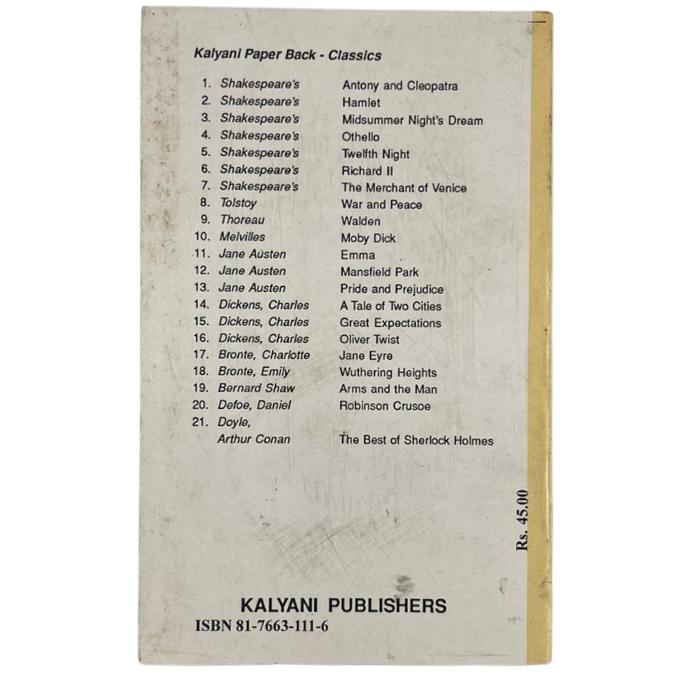 Kalyani Paper Back - Classics
1. Shakespeare's Antony and Cleopatra
2. Shakespeare's Hamlet
3. Shakespeare's Midsummer Night's Dream
4. Shakespeare's Othello
5. Shakespeare's Twelfth Night
6. Shakespeare's Richard II
7. Shakespeare's The Merchant of Venice
8. Tolstoy War and Peace
9. Thoreau Walden
10. Melvilles Moby Dick
11. Jane Austen Emma
12. Jane Austen Mansfield Park
13. Jane Austen Pride and Prejudice
14. Dickens, Charles A Tale of Two Cities
15. Dickens, Charles Great Expectations
16. Dickens, Charles Oliver Twist
17. Bronte, Charlotte Jane Eyre
18. Bronte, Emily Wuthering Heights
19. Bernard Shaw Arms and the Man
20. Defoe, Daniel Robinson Crusoe
21. Doyle,
Arthur Conan The Best of Sherlock Holmes
Rs. 45.00
KALYANI PUBLISHERS
ISBN 81-7663-111-6